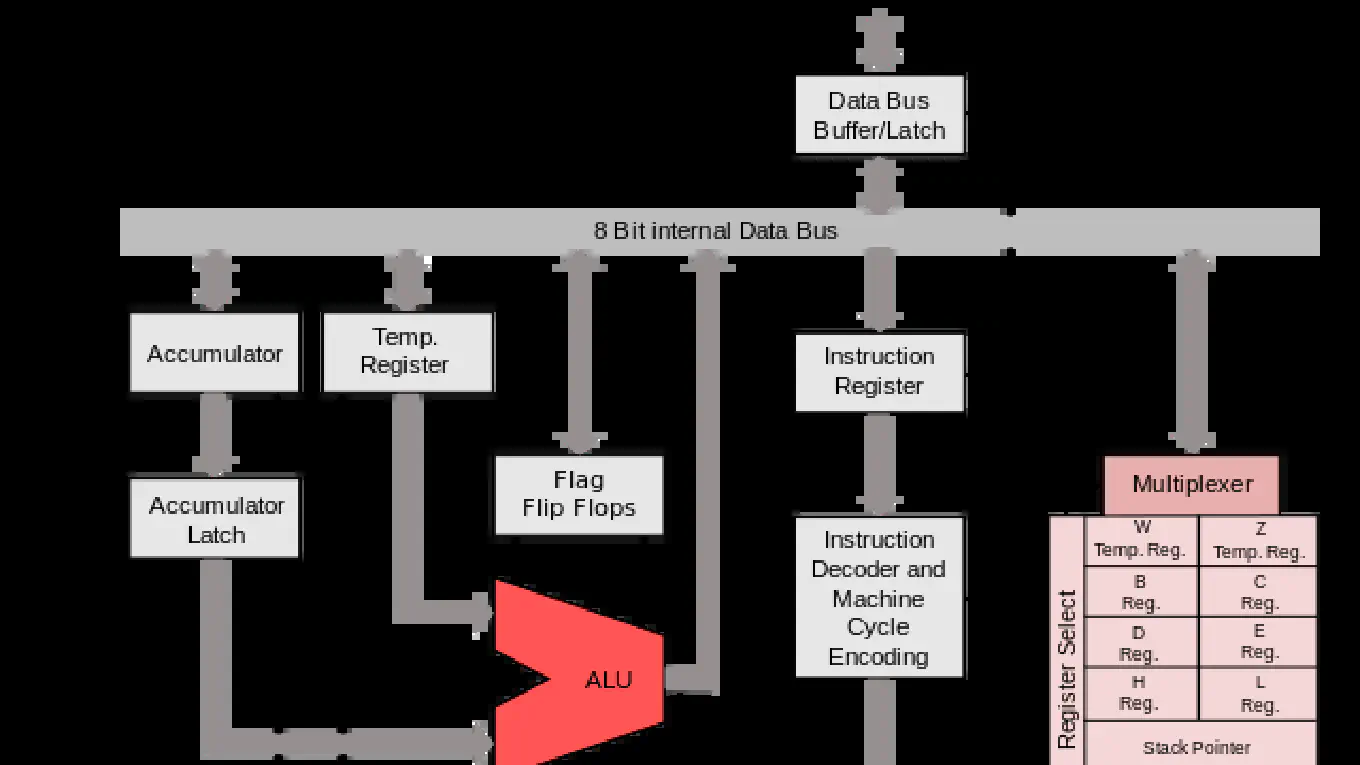 Data Bus
Buffer/Latch
8 Bit internal Data Bus
Accumulator
Temp.
Register
Instruction
Register
Accumulator
Latch
Flag
Flip Flops
Multiplexer
Instruction
Decoder and
Machine
Cycle
Encoding
ALU
Register Select
W
Temp. Reg.
Z
Temp. Reg.
B
Reg.
C
Reg.
D
Reg.
E
Reg.
H
Reg.
L
Reg.
Stack Pointer